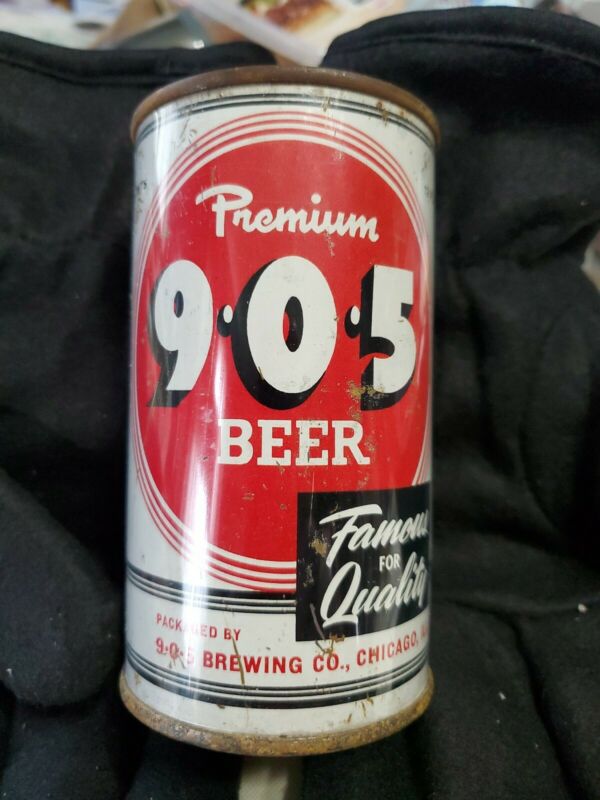 Premium
9·0·5
BEER
Famous
FOR
Quality
PACKAGED BY
9·0·5 BREWING CO., CHICAGO,